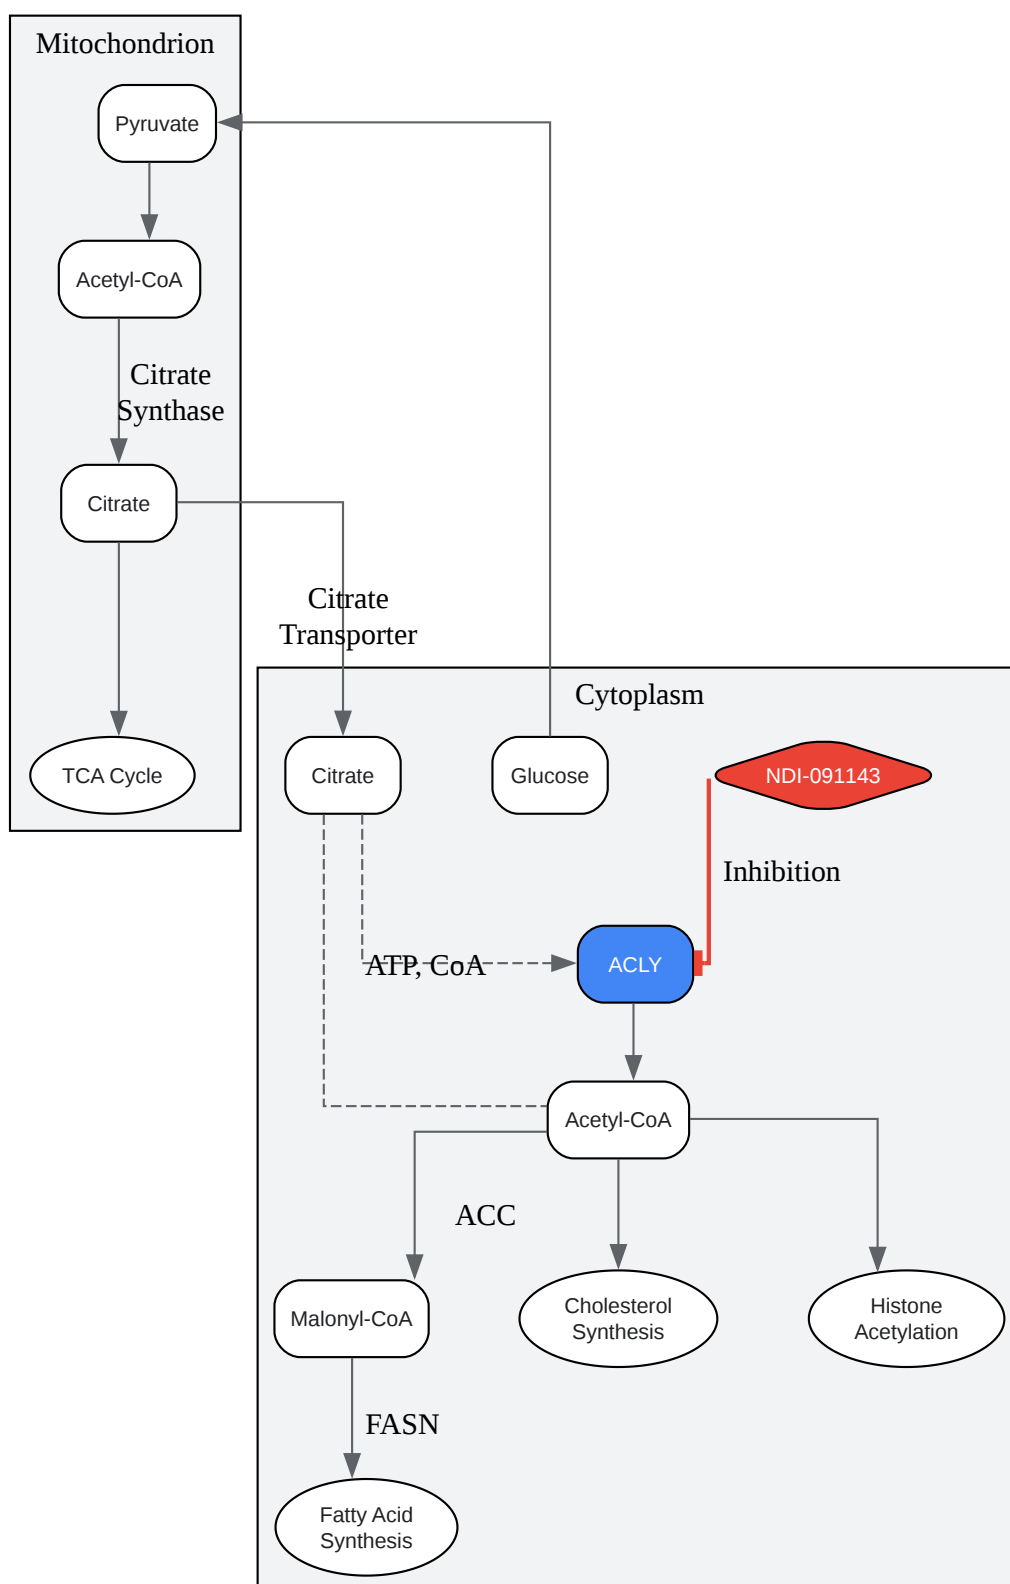 Mitochondrion
Pyruvate
Acetyl-CoA
Citrate
Synthase
Citrate
Citrate
Transporter
Cytoplasm
TCA Cycle
Citrate
Glucose
NDI-091143
Inhibition
ATP, CoA
ACLY
Acetyl-CoA
ACC
Malonyl-CoA
Cholesterol
Synthesis
Histone
Acetylation
FASN
Fatty Acid
Synthesis